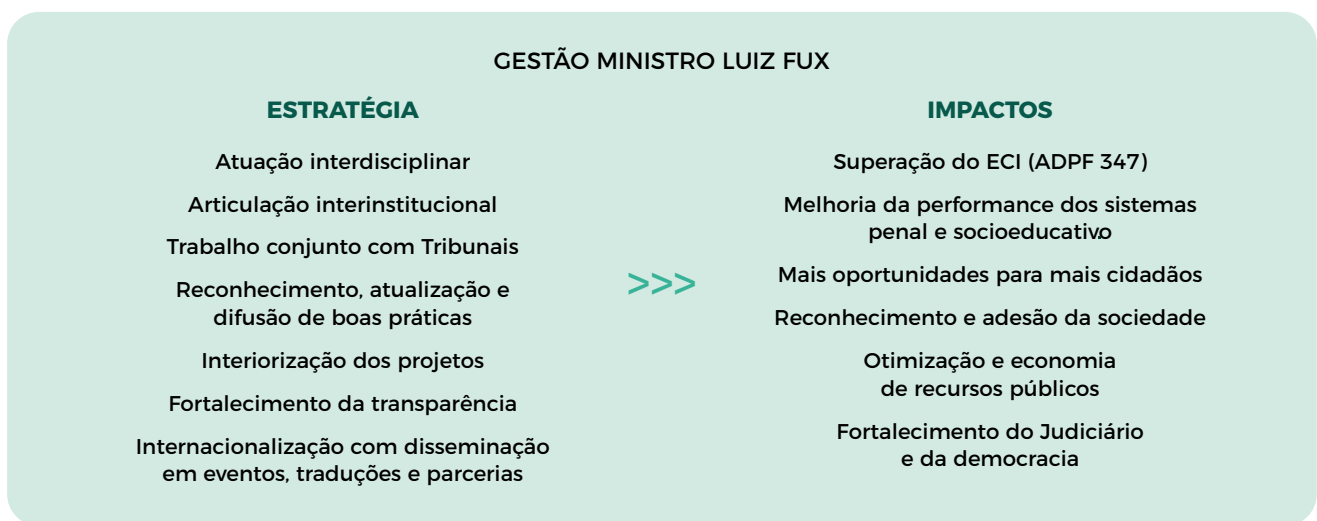 GESTÃO MINISTRO LUIZ FUX
ESTRATÉGIA
Atuação interdisciplinar
Articulação interinstitucional
Trabalho conjunto com Tribunais
Reconhecimento, atualização e
difusão de boas práticas
Interiorização dos projetos
Fortalecimento da transparência
Internacionalização com disseminação
em eventos, traduções e parcerias
>>>
IMPACTOS
Superação do ECI (ADPF 347)
Melhoria da performance dos sistemas
penal e socioeducativo
Mais oportunidades para mais cidadãos
Reconhecimento e adesão da sociedade
Otimização e economia
de recursos públicos
Fortalecimento do Judiciário
e da democracia